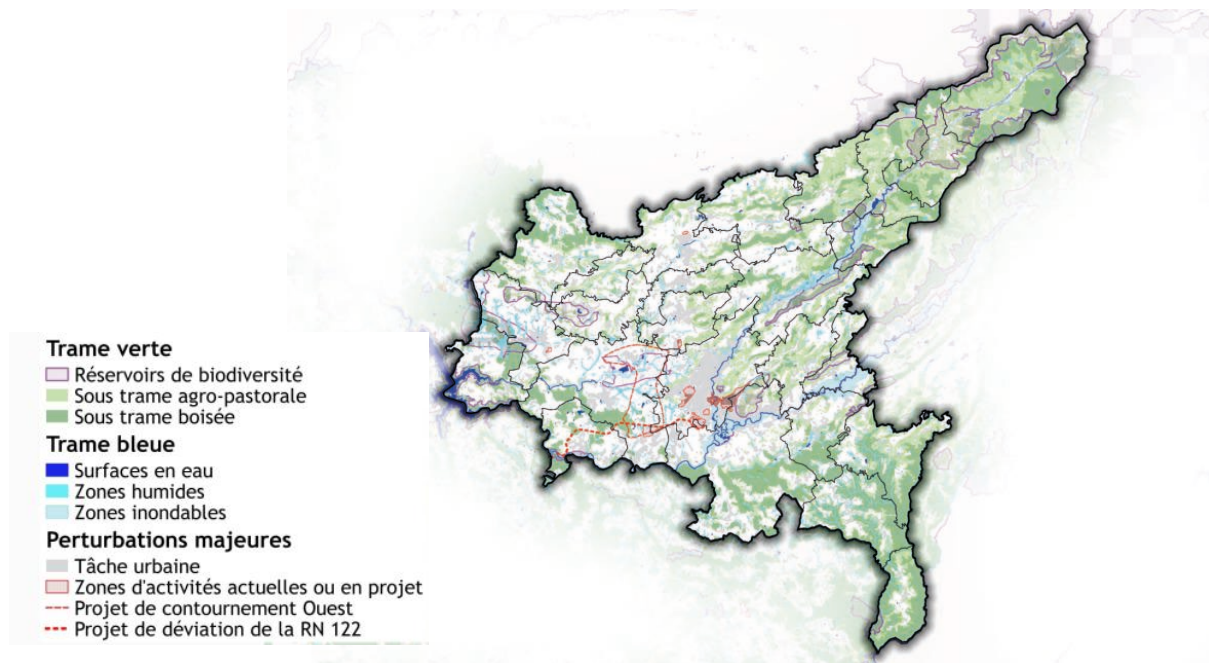 Trame verte
Réservoirs de biodiversité
Sous trame agro-pastorale
Sous trame boisée
Trame bleue
Surfaces en eau
Zones humides
Zones inondables
Perturbations majeures
Tâche urbaine
Zones d'activités actuelles ou en projet
Projet de contournement Ouest
Projet de déviation de la RN 122